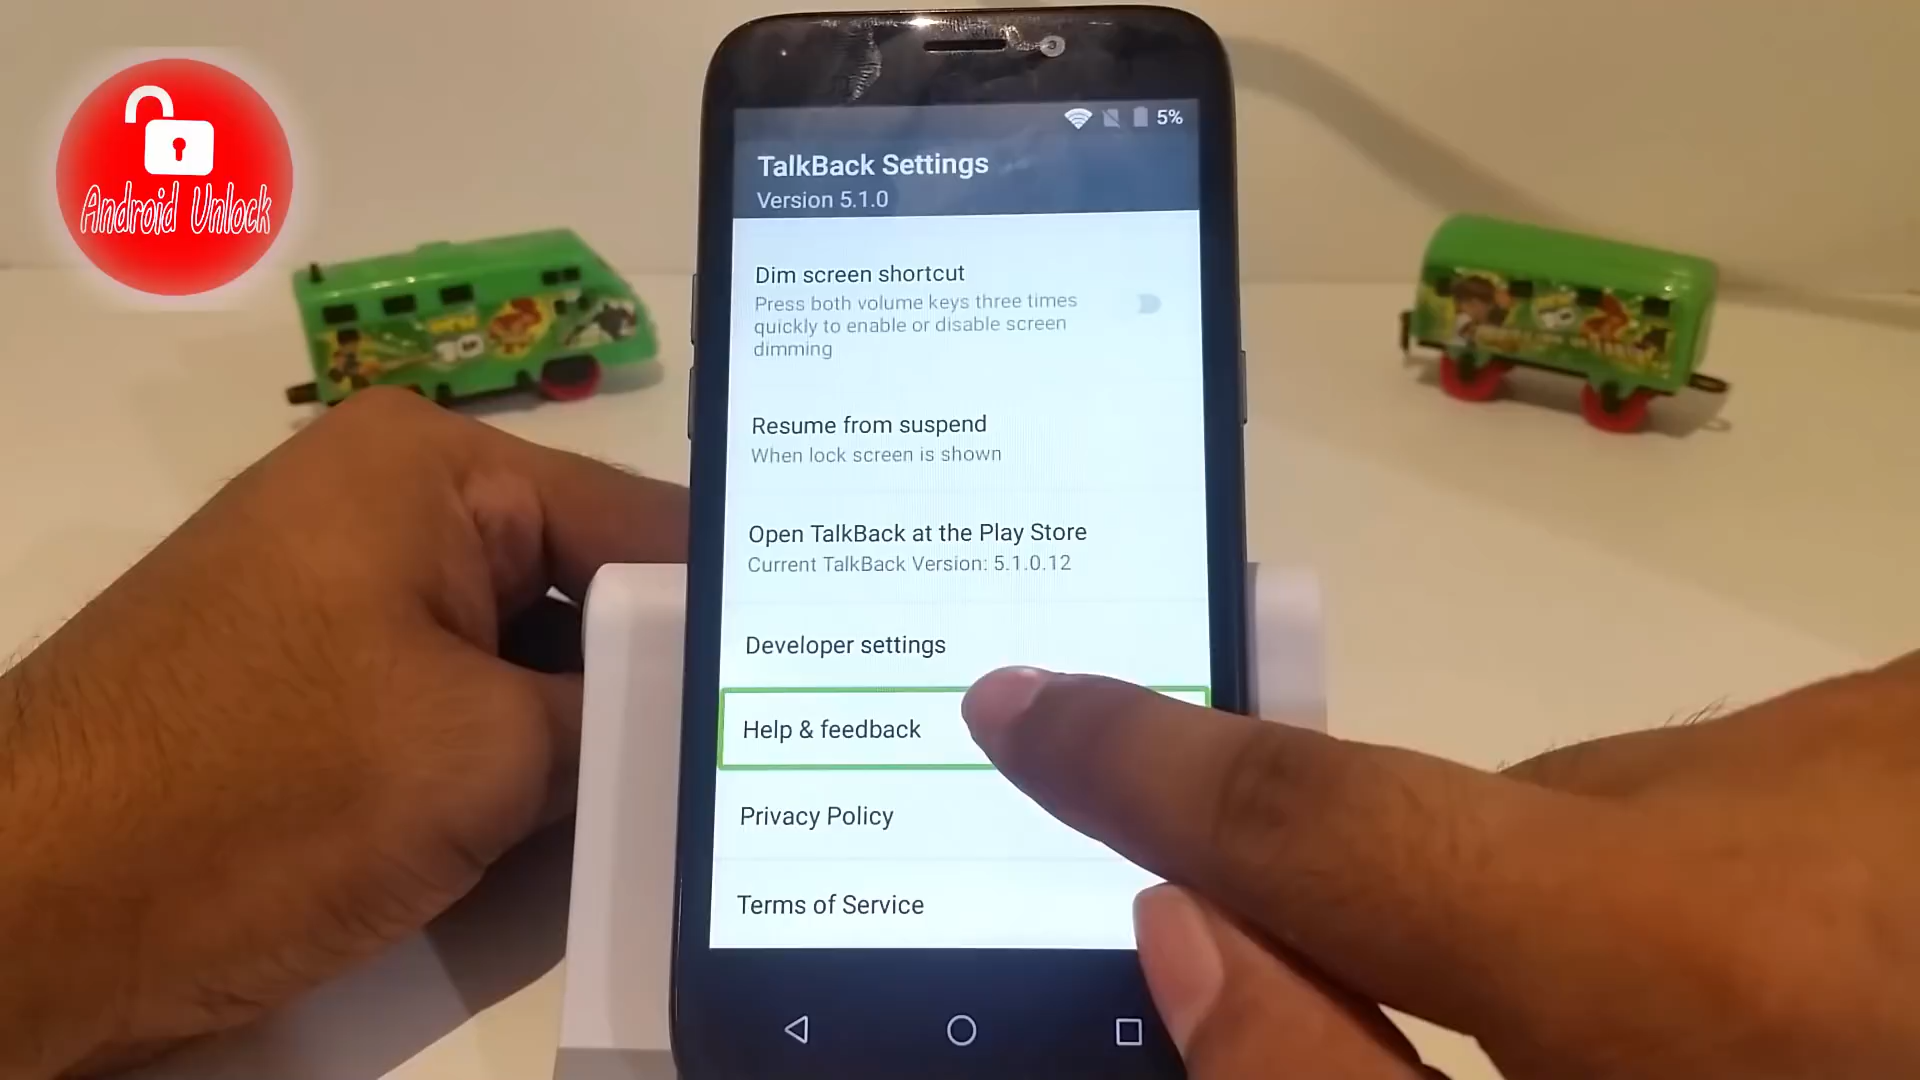 Android Unlock
5%
TalkBack Settings
Version 5.1.0
Dim screen shortcut
Press both volume keys three times
quickly to enable or disable screen
dimming
Resume from suspend
When lock screen is shown
Open TalkBack at the Play Store
Current TalkBack Version: 5.1.0.12
Developer settings
Help & feedback
Privacy Policy
Terms of Service